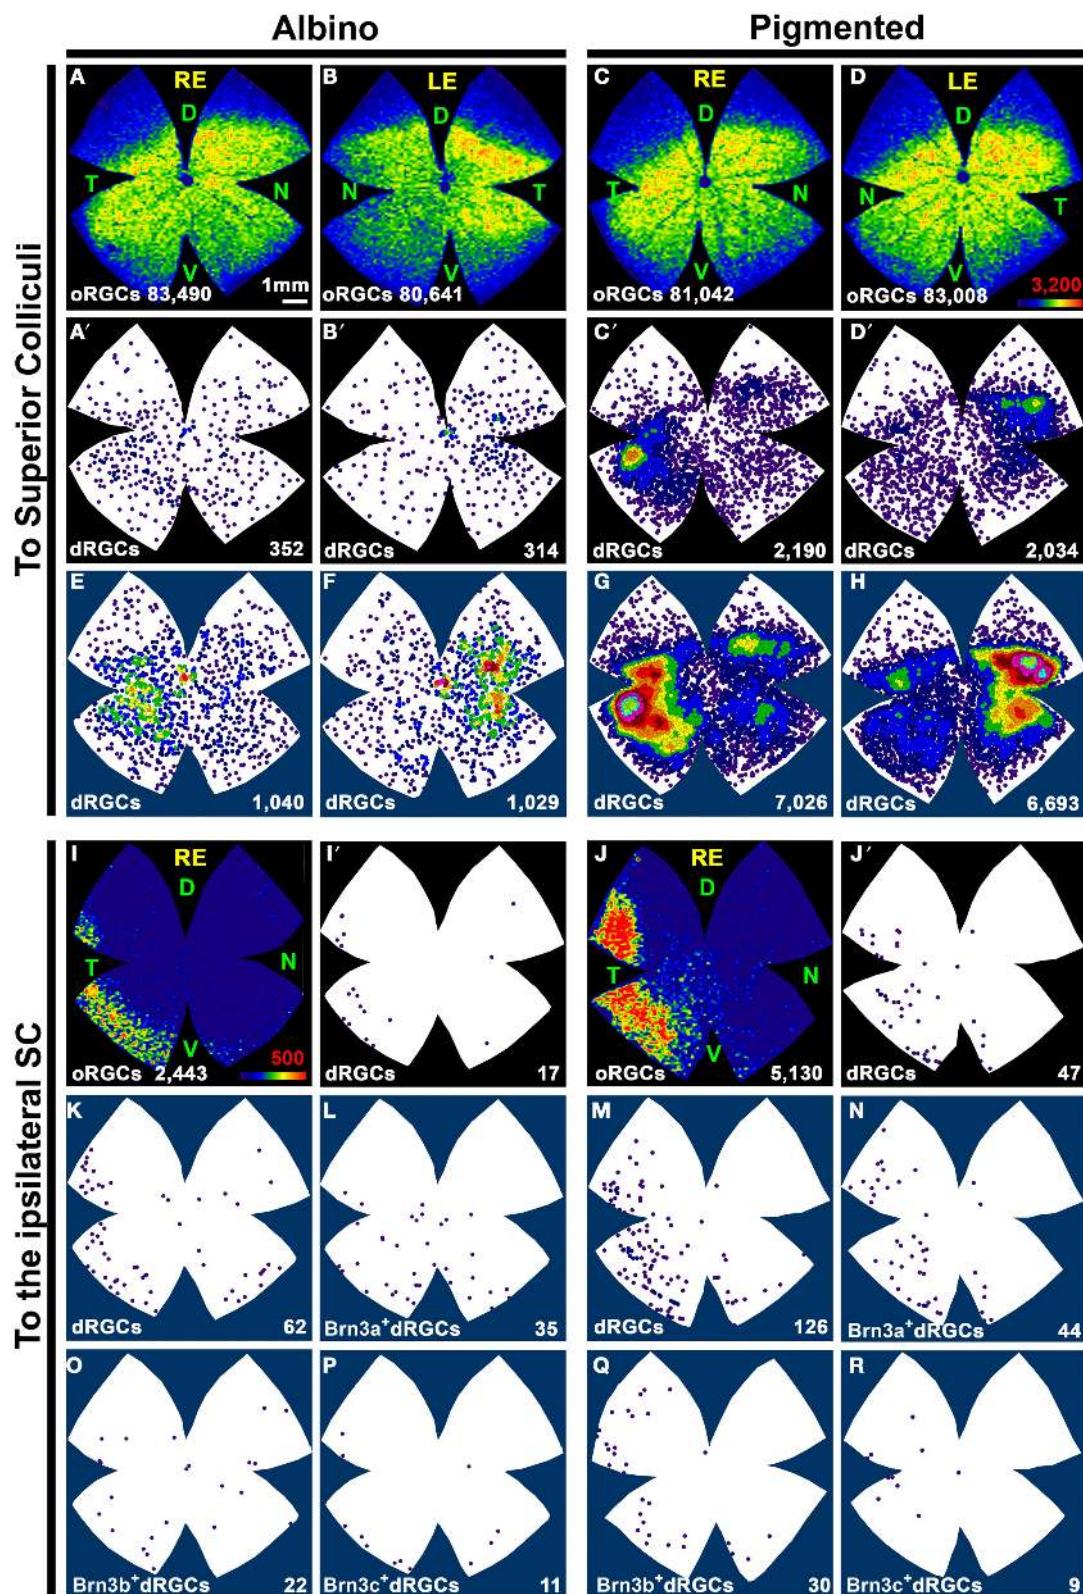 Albino
Pigmented
To Superior Colliculi
A RE D T N V oRGCs 83,490 1mm
B LE D N T oRGCs 80,641
C RE D T N V oRGCs 81,042
D LE D N T V oRGCs 83,008 3,200
A′ dRGCs 352
B′ dRGCs 314
C′ dRGCs 2,190
D′ dRGCs 2,034
E dRGCs 1,040
F dRGCs 1,029
G dRGCs 7,026
H dRGCs 6,693
To the ipsilateral SC
I RE D T N V oRGCs 2,443 500
I′ dRGCs 17
J RE D T N V oRGCs 5,130
J′ dRGCs 47
K dRGCs 62
L Brn3a⁺dRGCs 35
M dRGCs 126
N Brn3a⁺dRGCs 44
O Brn3b⁺dRGCs 22
P Brn3c⁺dRGCs 11
Q Brn3b⁺dRGCs 30
R Brn3c⁺dRGCs 9